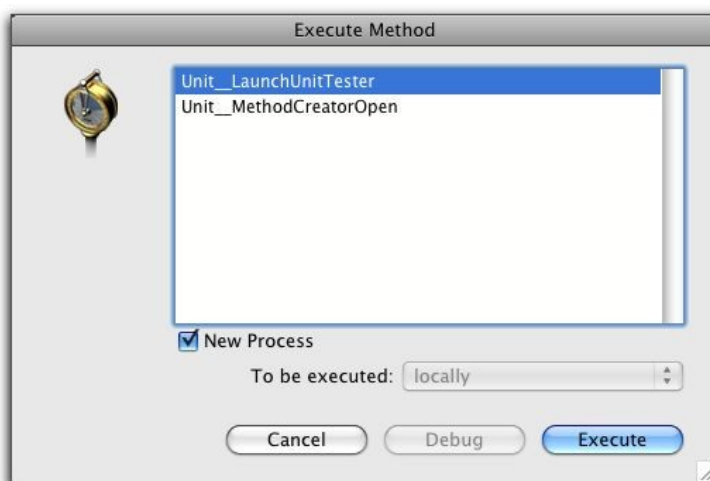 Execute Method
Unit__LaunchUnitTester
Unit__MethodCreatorOpen
New Process
To be executed: locally
Cancel Debug Execute